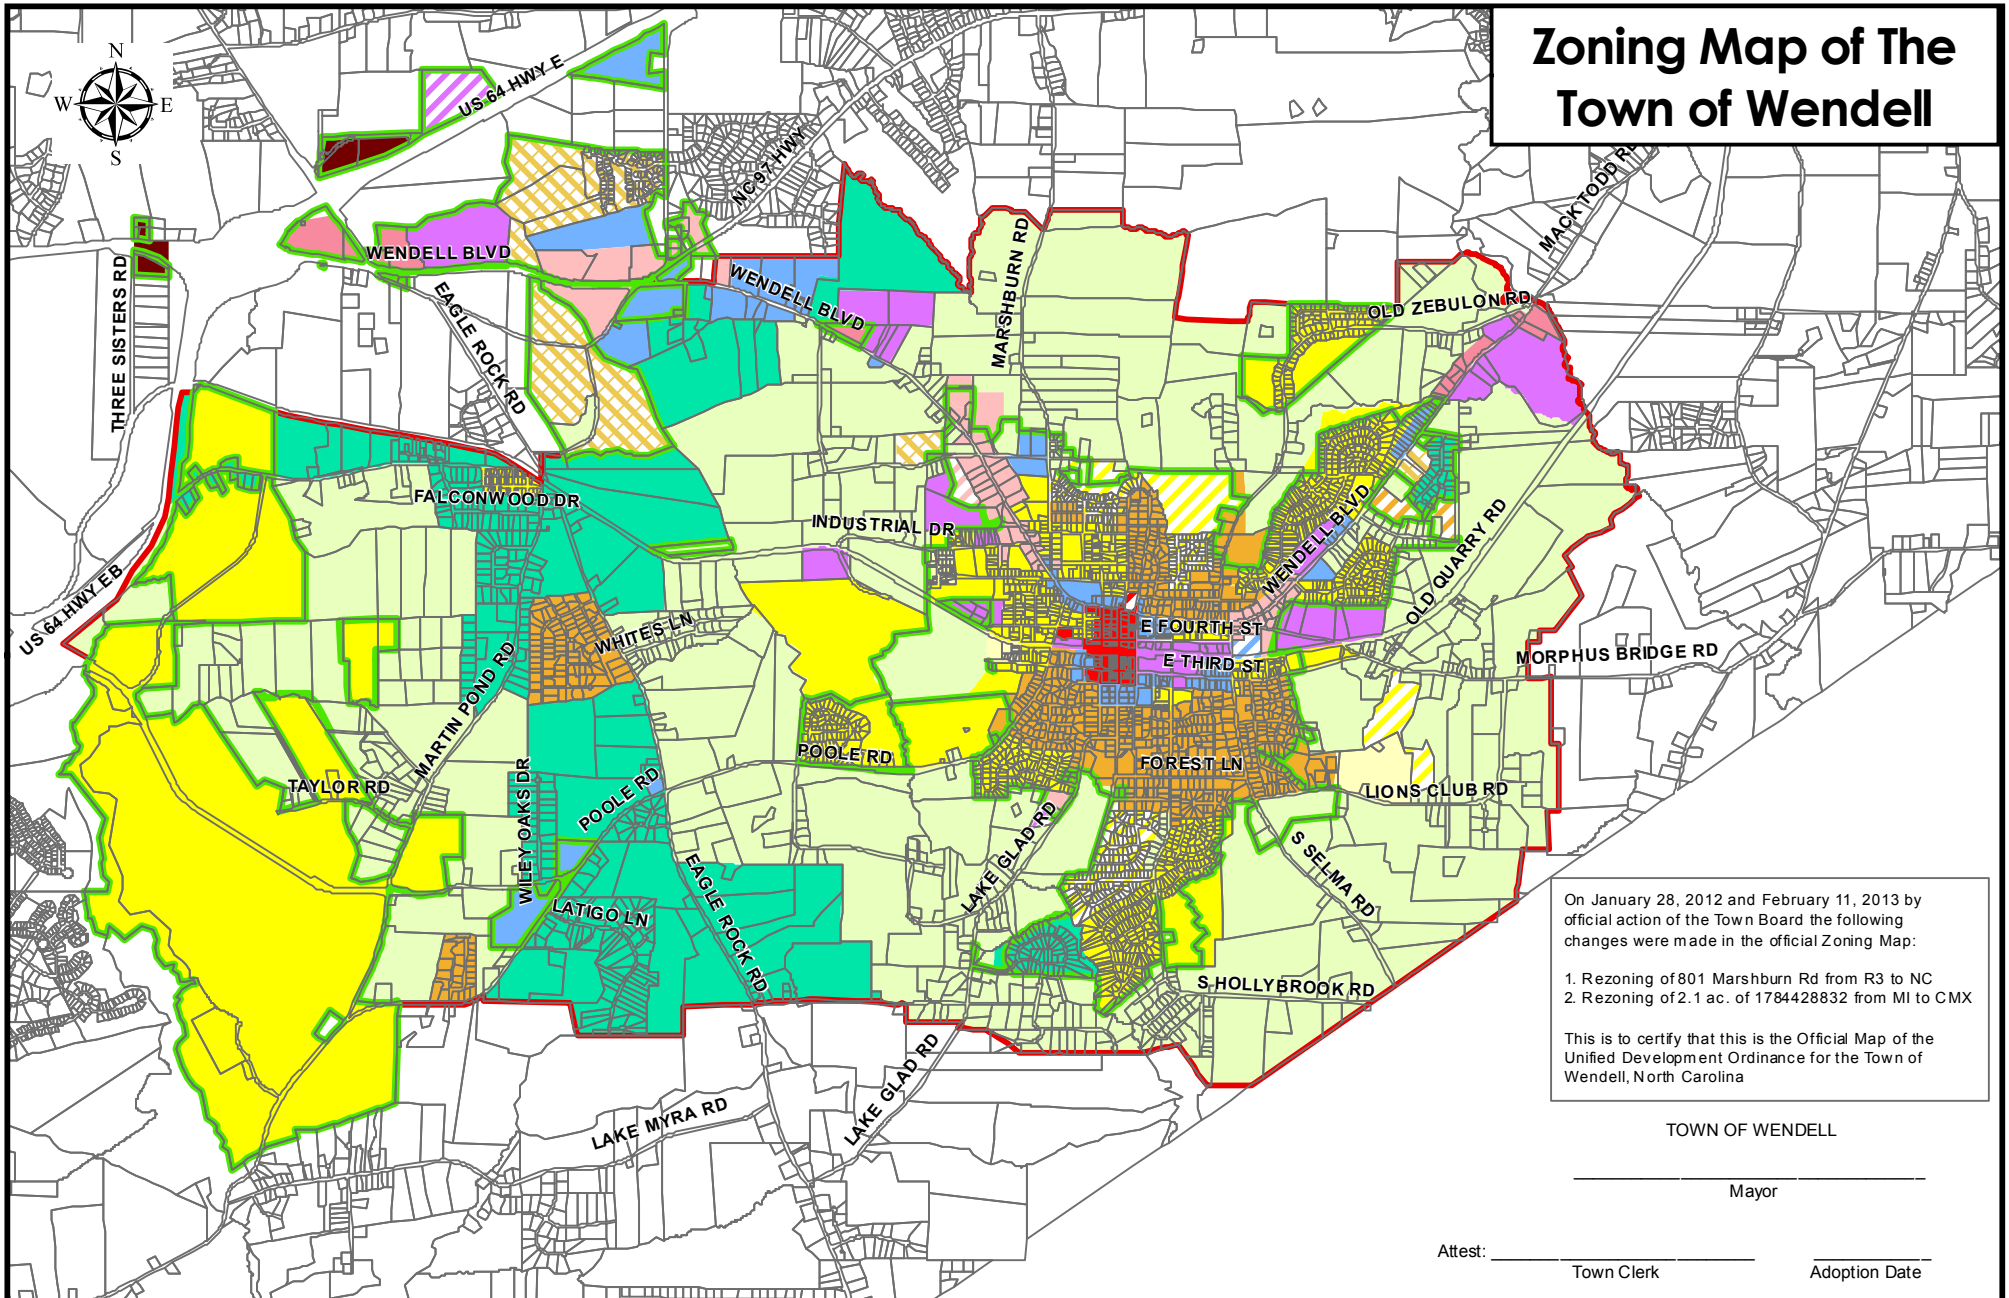 Zoning Map of The
Town of Wendell
N
W
E
S
US 64 HWY E
NC 97 HWY
MACK TODD RD
THREE SISTERS RD
WENDELL BLVD
EAGLE ROCK RD
WENDELL BLVD
MARSHBURN RD
OLD ZEBULON RD
FALCONWOOD DR
INDUSTRIAL DR
WENDELL BLVD
OLD QUARRY RD
US 64 HWY EB
WHITES LN
E FOURTH ST
E THIRD ST
MORPHUS BRIDGE RD
MARTIN POND RD
TAYLOR RD
WILEY OAKS DR
POOLE RD
POOLE RD
FOREST LN
LIONS CLUB RD
LAKE GLAD RD
S SELMA RD
EAGLE ROCK RD
LATIGO LN
S HOLLYBROOK RD
LAKE MYRA RD
LAKE GLAD RD
On January 28, 2012 and February 11, 2013 by
official action of the Town Board the following
changes were made in the official Zoning Map:
1. Rezoning of 801 Marshburn Rd from R3 to NC
2. Rezoning of 2.1 ac. of 1784428832 from MI to CMX
This is to certify that this is the Official Map of the
Unified Development Ordinance for the Town of
Wendell, North Carolina
TOWN OF WENDELL
Mayor
Attest:
Town Clerk
Adoption Date